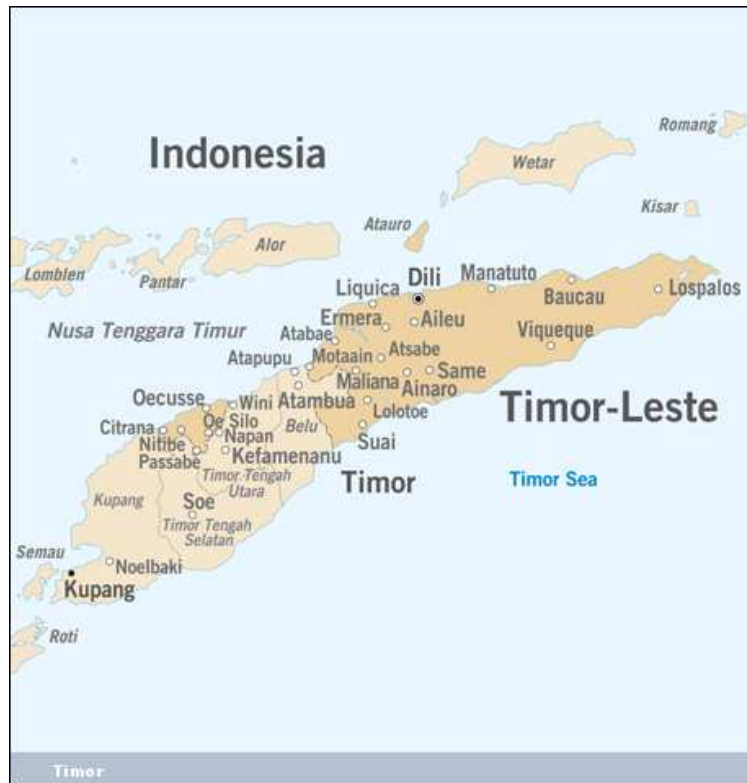 Romang
Indonesia
Wetar
Kisar
Atauro
Alor
Lomblen
Pantar
Dili
Manatuto
Liquica
Baucau
Lospalos
Nusa Tenggara Timur
Ermera
Aileu
Viqueque
Atabae
Atapupu
Motaain
Atsabe
Maliana
Same
Ainaro
Oecusse
Wini
Atambua
Lolotoe
Timor-Leste
Citrana
Oe Silo
Belu
Nitibe
Napan
Suai
Passabe
Kefamenanu
Timor Tengah
Utara
Timor
Timor Sea
Kupang
Soe
Timor Tengah
Selatan
Semau
Noelbaki
Kupang
Roti
Timor